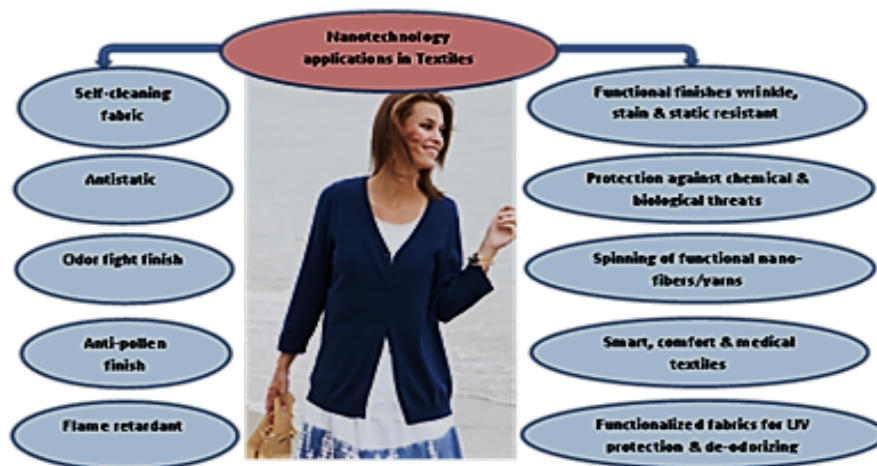 Nanotechnology
applications in Textiles
Self-cleaning
fabric
Antistatic
Odor fight finish
Anti-pollen
finish
Flame retardant
Functional finishes wrinkle,
stain & static resistant
Protection against chemical &
biological threats
Spinning of functional nano-
fibers/yarns
Smart, comfort & medical
textiles
Functionalized fabrics for UV
protection & de-odorizing